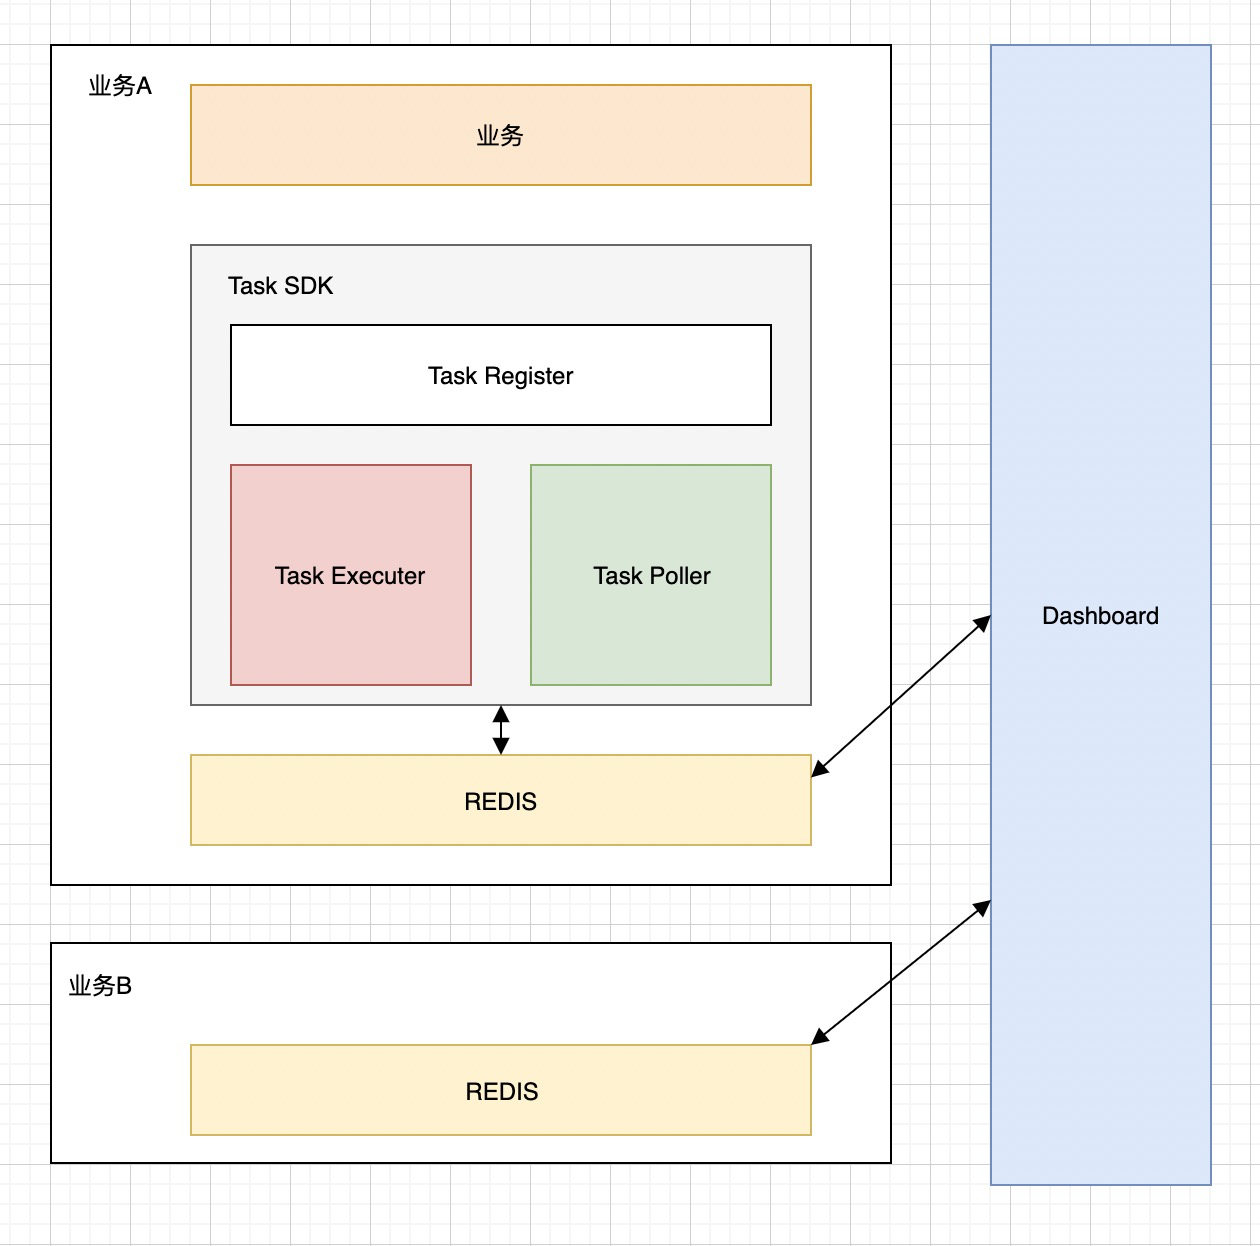 业务A
业务
Task SDK
Task Register
Task Executer
Task Poller
REDIS
Dashboard
业务B
REDIS